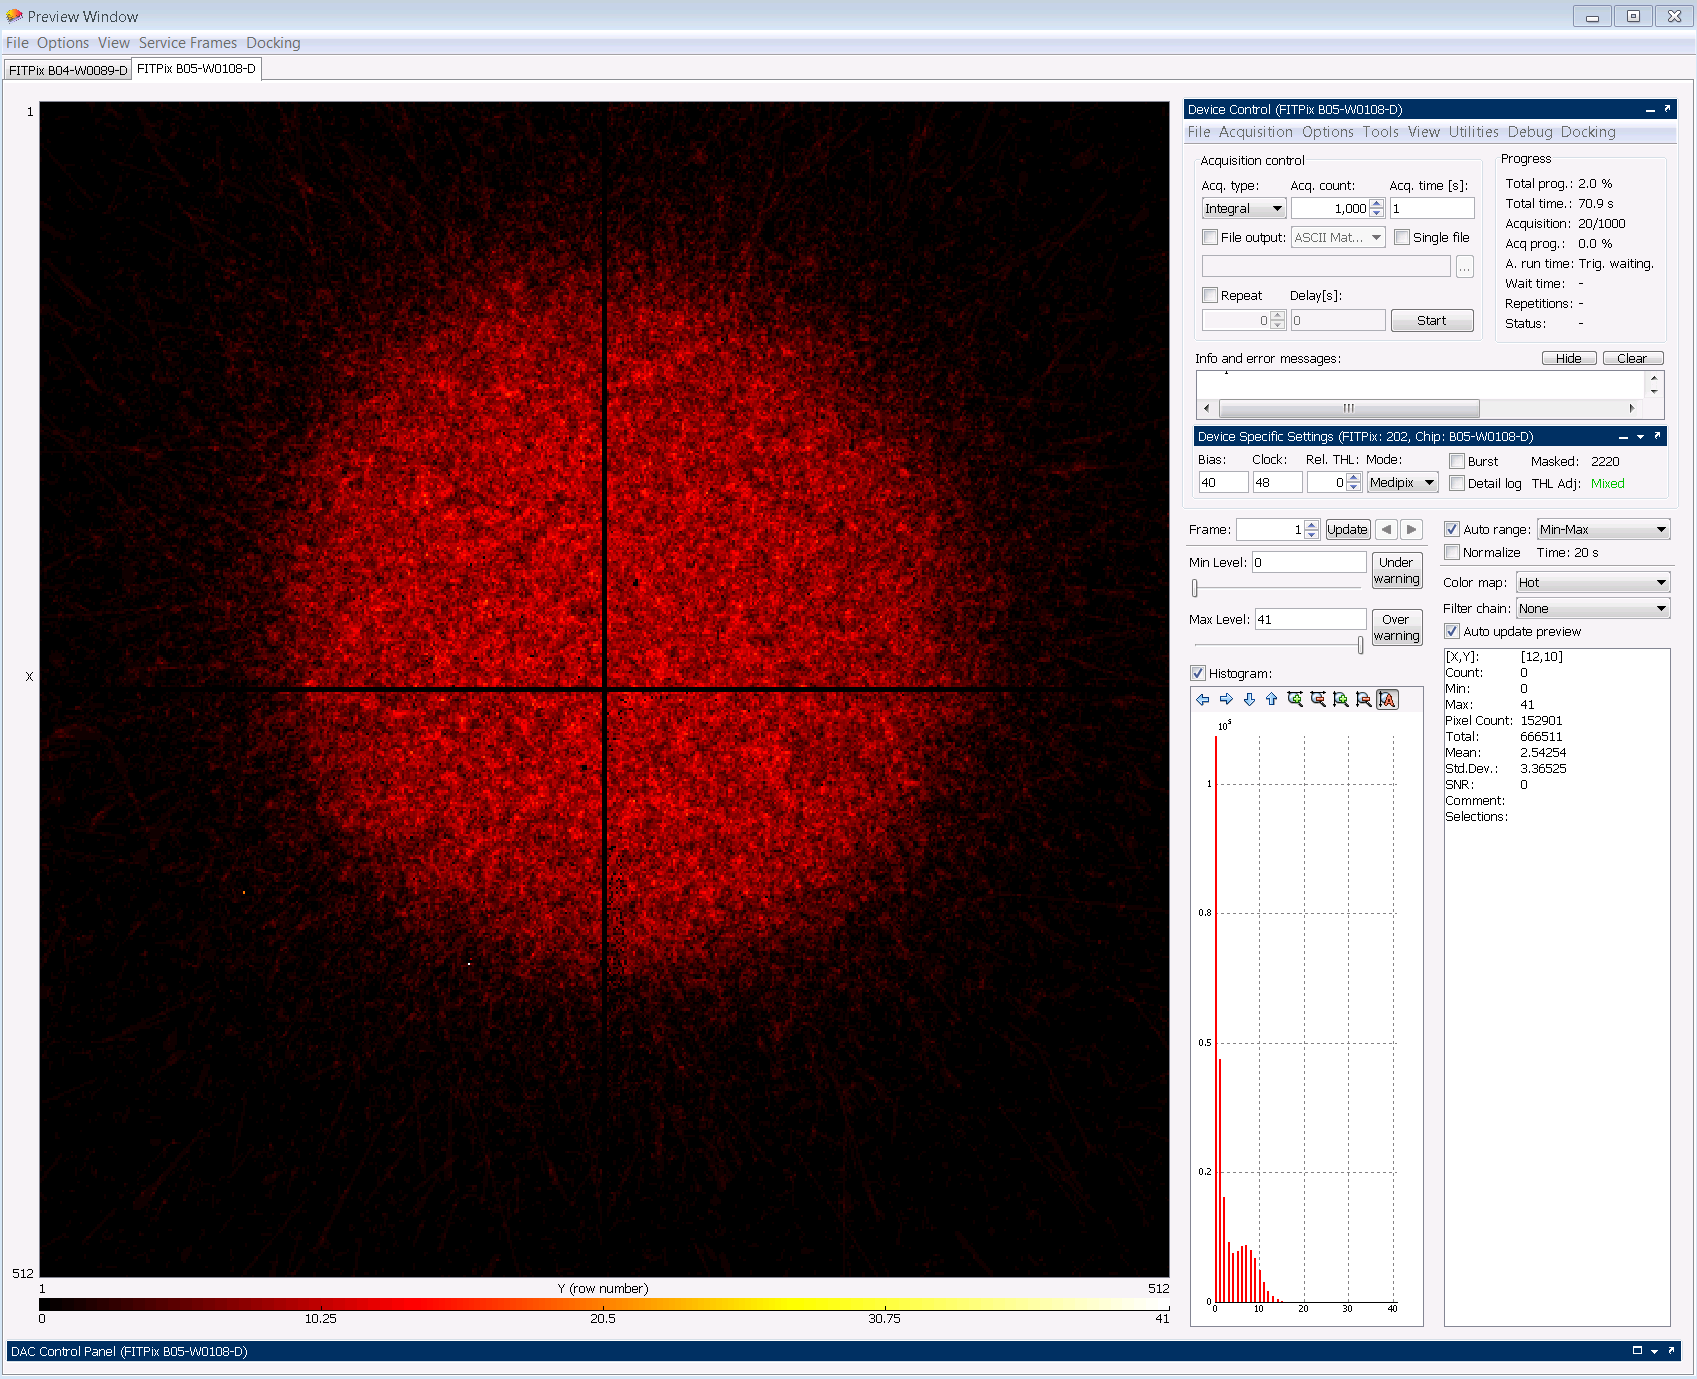 Preview Window
File Options View Service Frames Docking
FITPix B04-W0089-D FITPix B05-W0108-D
1
X
512
1 Y (row number) 512
0 10.25 20.5 30.75 41
Device Control (FITPix B05-W0108-D)
File Acquisition Options Tools View Utilities Debug Docking
Acquisition control
Acq. type: Acq. count: Acq. time [s]:
Integral 1,000 1
File output: ASCII Mat... Single file
...
Repeat Delay[s]:
0 0 Start
Progress
Total prog.: 2.0 %
Total time.: 70.9 s
Acquisition: 20/1000
Acq prog.: 0.0 %
A. run time: Trig. waiting.
Wait time: -
Repetitions: -
Status: -
Info and error messages: Hide Clear
Device Specific Settings (FITPix: 202, Chip: B05-W0108-D)
Bias: Clock: Rel. THL: Mode: Burst Masked: 2220
40 48 0 Medipix Detail log THL Adj: Mixed
Frame: 1 Update
Min Level: 0 Under warning
Max Level: 41 Over warning
Histogram:
10⁵
1
0.8
0.5
0.2
0
0 10 20 30 40
Auto range: Min-Max
Normalize Time: 20 s
Color map: Hot
Filter chain: None
Auto update preview
[X,Y]: [12,10]
Count: 0
Min: 0
Max: 41
Pixel Count: 152901
Total: 666511
Mean: 2.54254
Std.Dev.: 3.36525
SNR: 0
Comment:
Selections:
DAC Control Panel (FITPix B05-W0108-D)